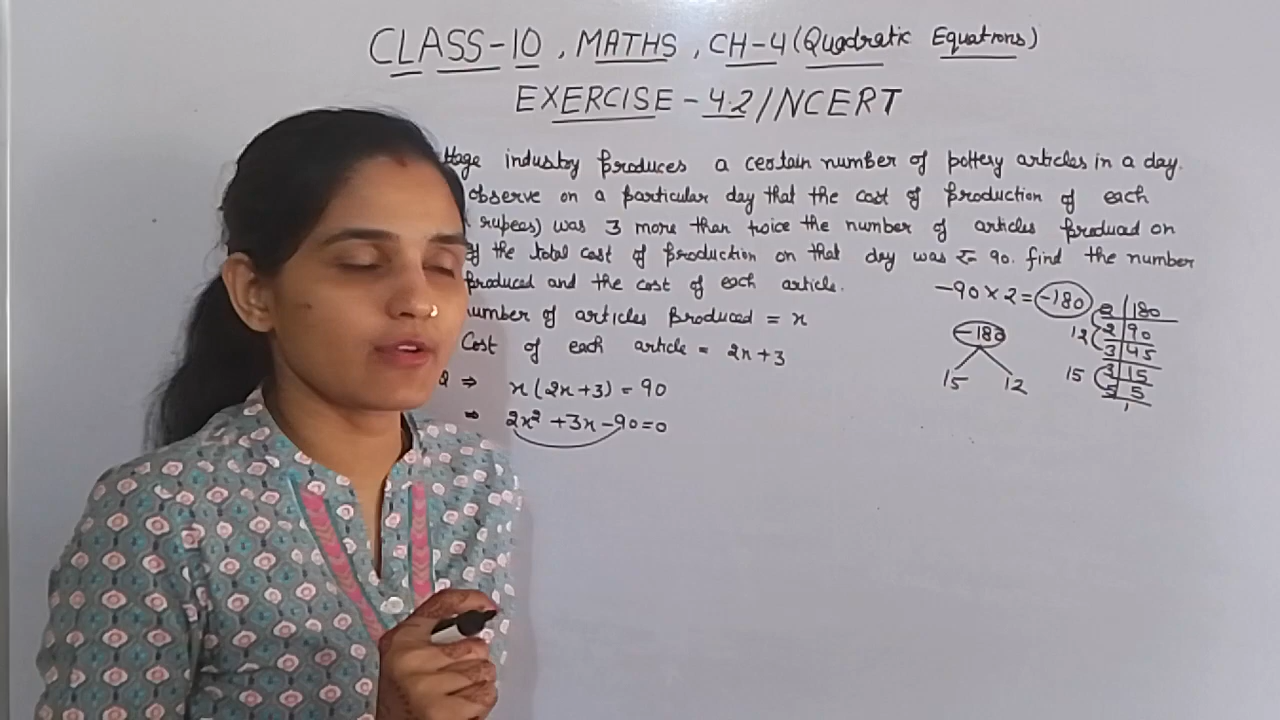 CLASS-10, MATHS, CH-4 (Quadratic Equations)
EXERCISE-4.2/NCERT
ttage industry produces a certain number of pottery articles in a day.
observe on a particular day that the cost of production of each
rupees) was 3 more than twice the number of articles produced on
If the total cost of production on that day was ₹ 90. find the number
produced and the cost of each article.
number of articles produced = x
Cost of each article = 2x+3
⇒ x(2x+3) = 90
⇒ 2x² +3x -90=0
-90 × 2 = -180
-180
15 12
2 | 180
12 2 | 90
3 | 45
15 3 | 15
5 | 5
1